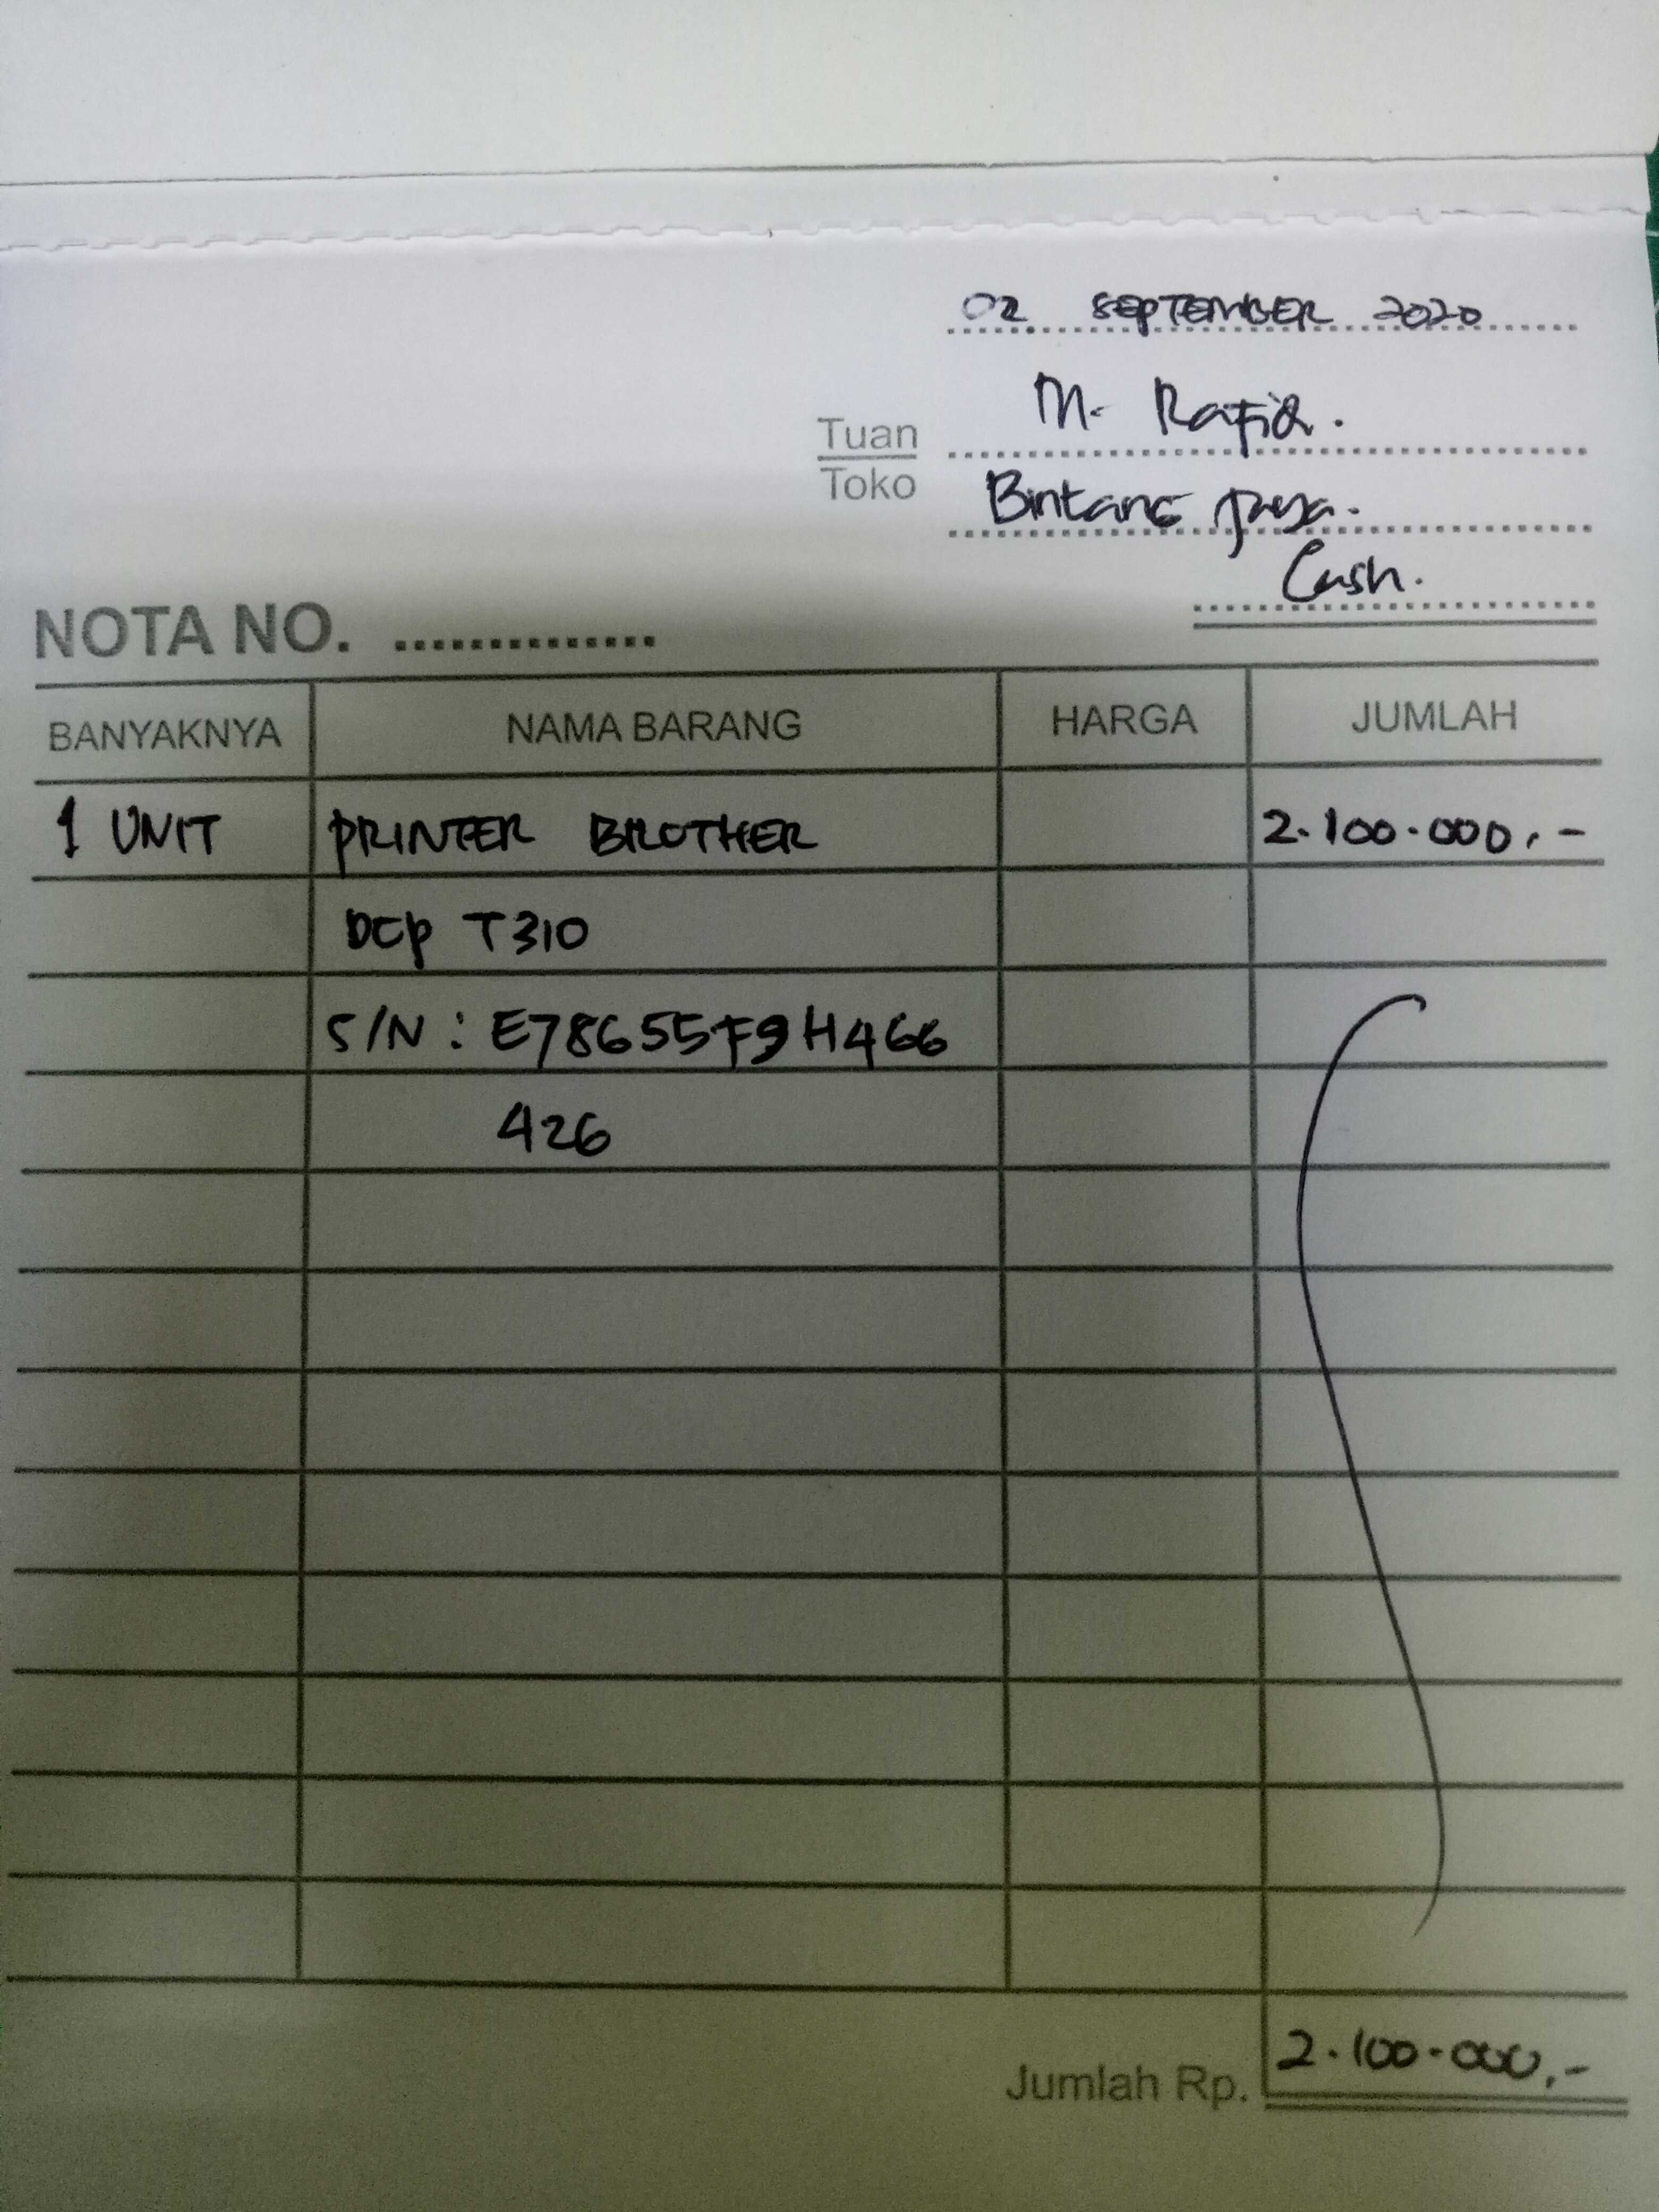 02 SEPTEMBER 2020
Tuan M. Rafiq.
Toko Bintang Jaya.
Cash.
NOTA NO. ..............
BANYAKNYA NAMA BARANG HARGA JUMLAH
1 UNIT PRINTER BROTHER 2.100.000,-
DCP T310
S/N : E78655F9H466
426
Jumlah Rp. 2.100.000,-